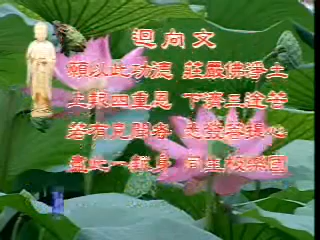 迴向文
願以此功德 莊嚴佛淨土
上報四重恩 下濟三塗苦
若有見聞者 悉發菩提心
盡此一報身 同生極樂國